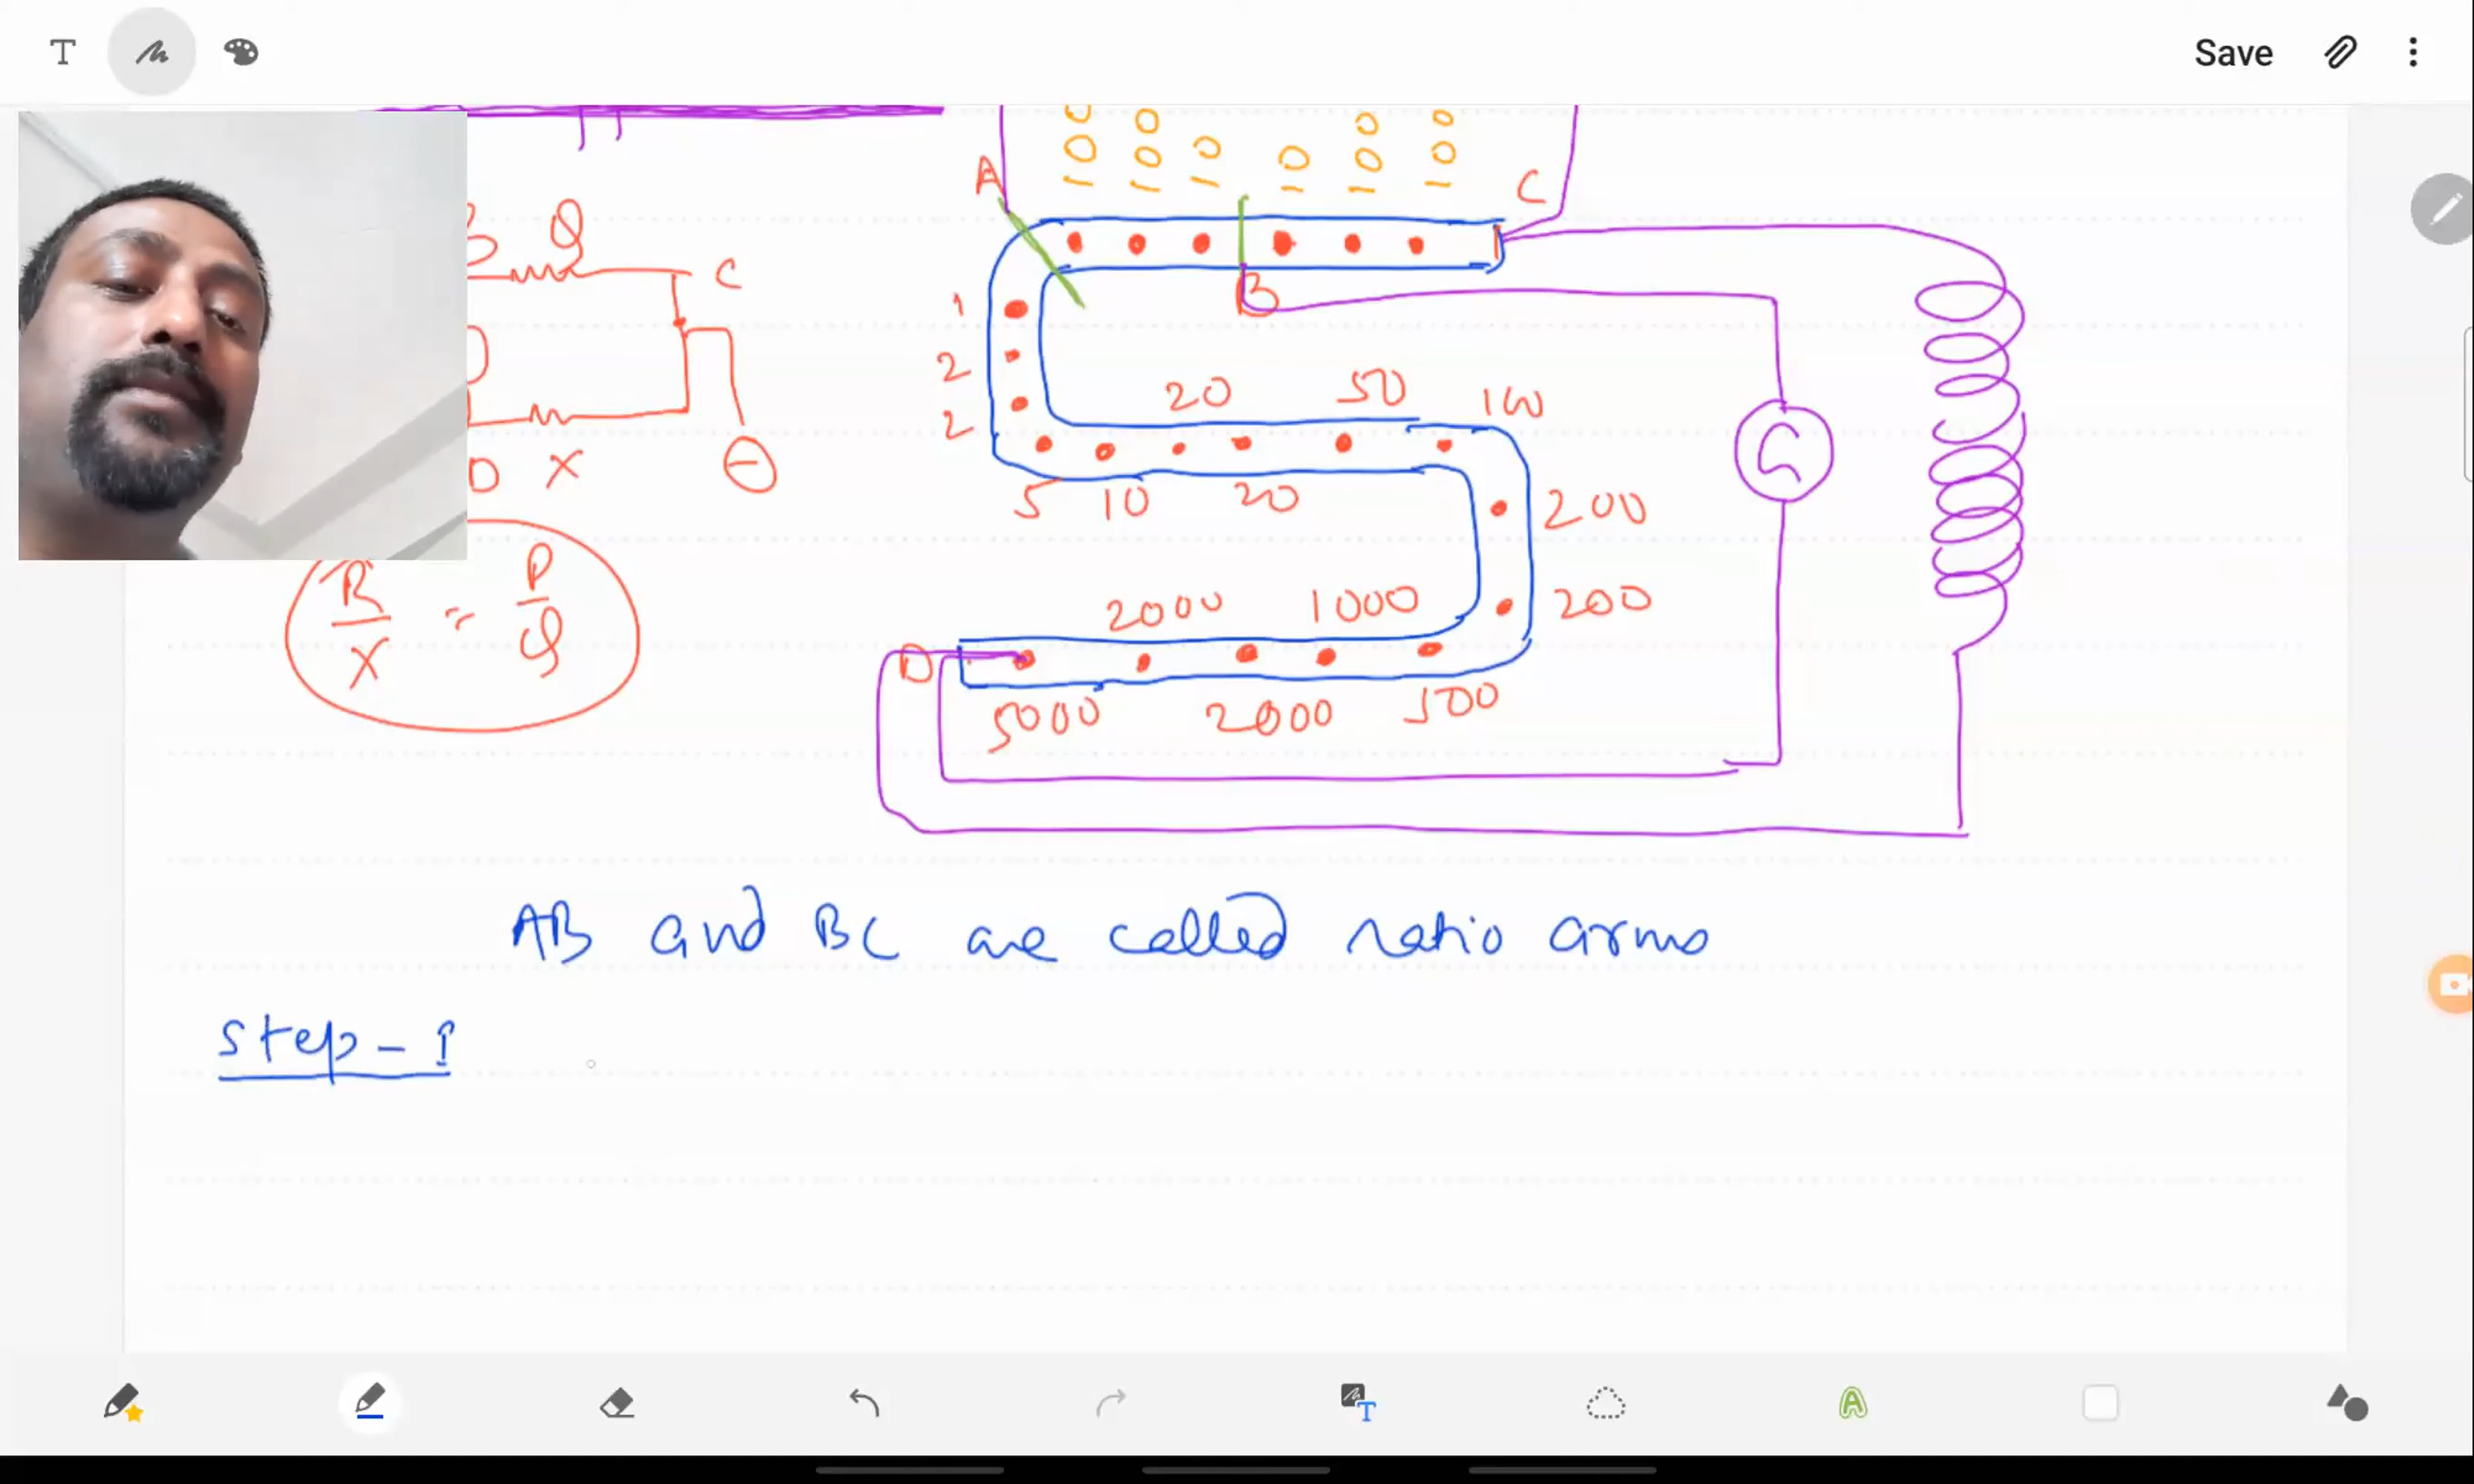 T
Save
A
C
Q
C
B
1
2
2
20
50
100
5
10
20
200
200
G
D X
R/X = P/Q
2000
1000
D
5000
2000
500
AB and BC are called ratio arms
Step - 1
T
A